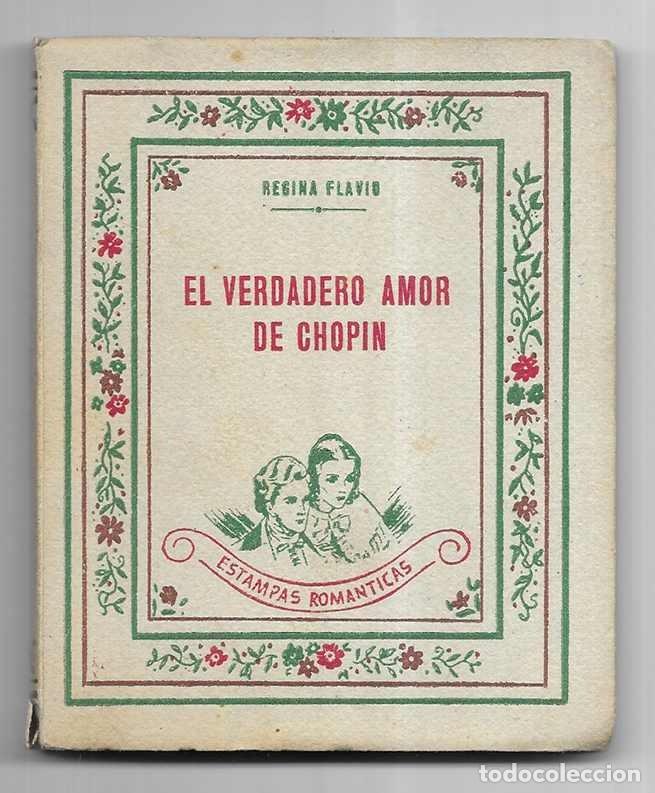 REGINA FLAVIO
EL VERDADERO AMOR
DE CHOPIN
ESTAMPAS ROMANTICAS
todocoleccion